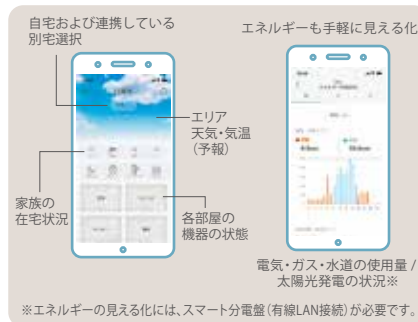 自宅および連携している
別宅選択
エリア
天気・気温
(予報)
家族の
在宅状況
各部屋の
機器の状態
エネルギーも手軽に見える化
電気・ガス・水道の使用量 /
太陽光発電の状況※
※エネルギーの見える化には、スマート分電盤(有線LAN接続)が必要です。